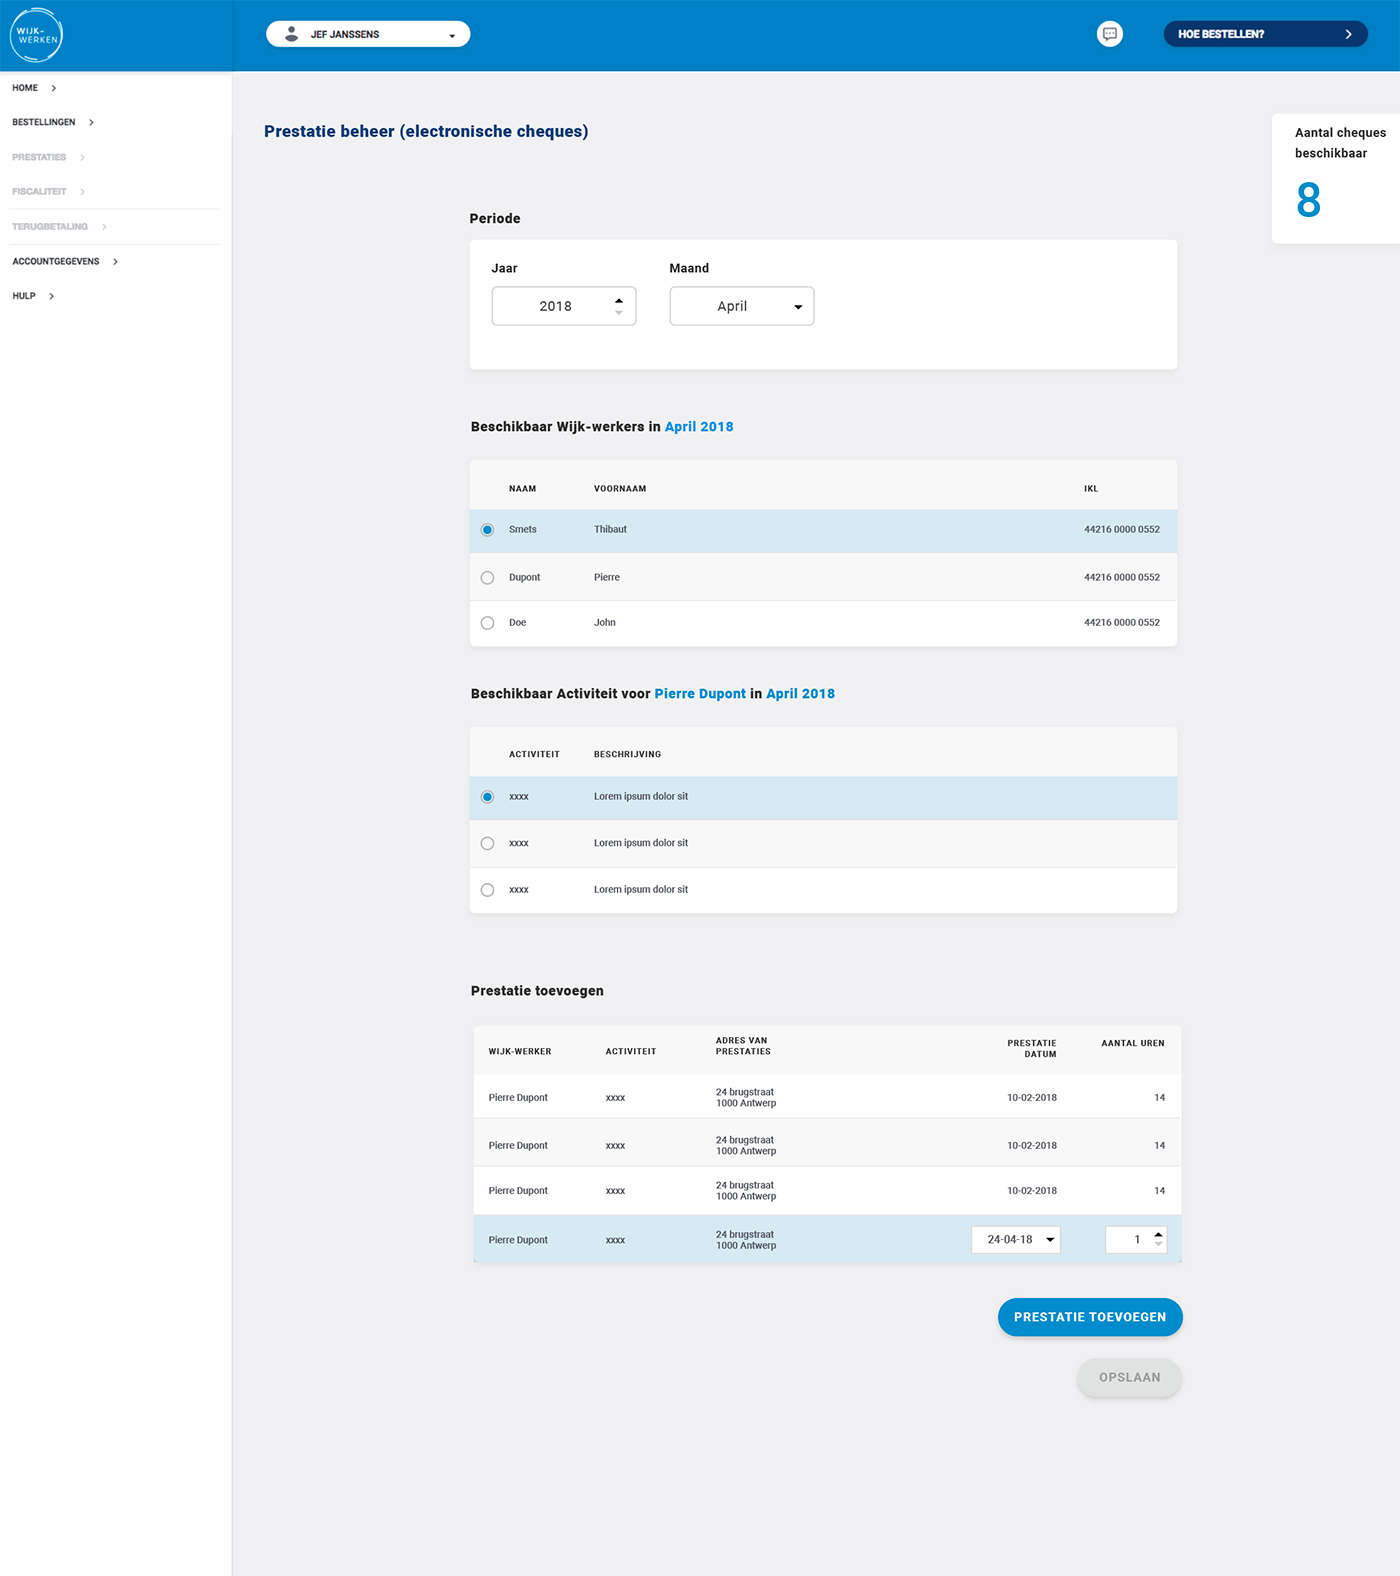 WIJK-
WERKEN
JEF JANSSENS
HOE BESTELLEN?
HOME
BESTELLINGEN
PRESTATIES
FISCALITEIT
TERUGBETALING
ACCOUNTGEGEVENS
HULP
Prestatie beheer (electronische cheques)
Aantal cheques
beschikbaar
8
Periode
Jaar Maand
2018 April
Beschikbaar Wijk-werkers in April 2018
NAAM VOORNAAM IKL
Smets Thibaut 44216 0000 0552
Dupont Pierre 44216 0000 0552
Doe John 44216 0000 0552
Beschikbaar Activiteit voor Pierre Dupont in April 2018
ACTIVITEIT BESCHRIJVING
xxxx Lorem ipsum dolor sit
xxxx Lorem ipsum dolor sit
xxxx Lorem ipsum dolor sit
Prestatie toevoegen
WIJK-WERKER
ACTIVITEIT
ADRES VAN
PRESTATIES
PRESTATIE
DATUM
AANTAL UREN
Pierre Dupont
xxxx
24 brugstraat
1000 Antwerp
10-02-2018
14
Pierre Dupont
xxxx
24 brugstraat
1000 Antwerp
10-02-2018
14
Pierre Dupont
xxxx
24 brugstraat
1000 Antwerp
10-02-2018
14
Pierre Dupont
xxxx
24 brugstraat
1000 Antwerp
24-04-18
1
PRESTATIE TOEVOEGEN
OPSLAAN